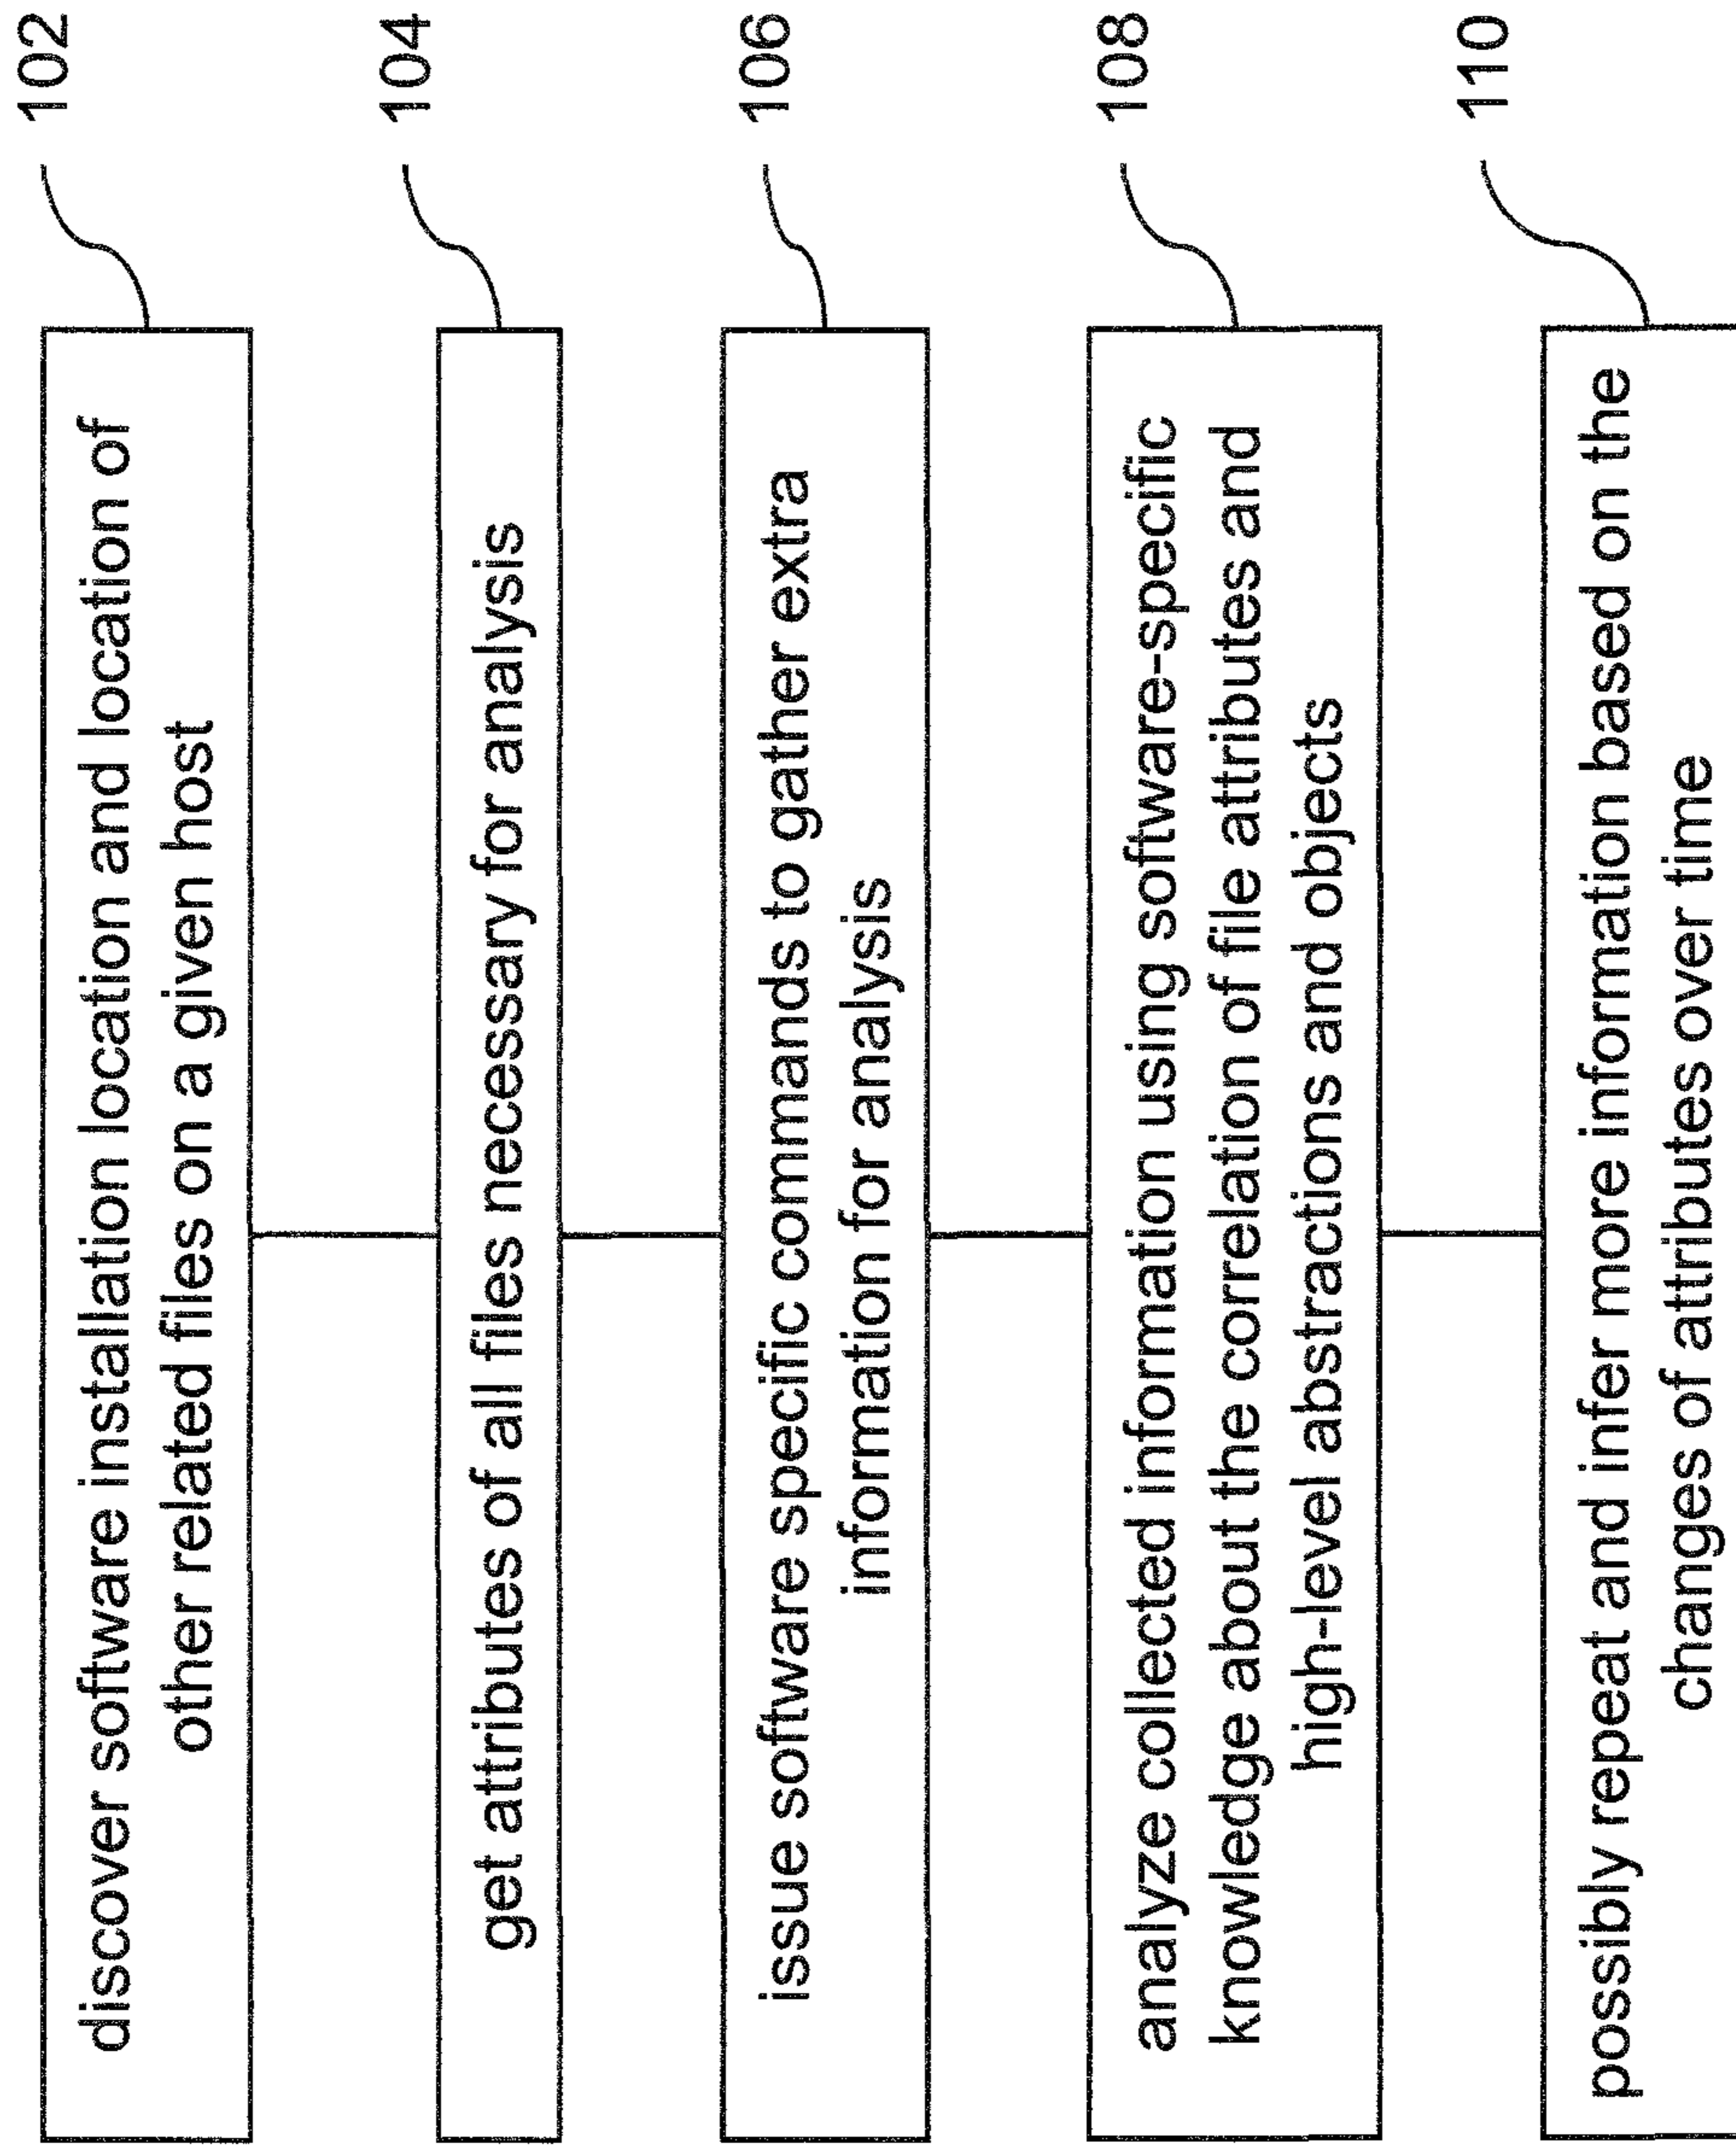 102
discover software installation location and location of
other related files on a given host
104
get attributes of all files necessary for analysis
106
issue software specific commands to gather extra
information for analysis
108
analyze collected information using software-specific
knowledge about the correlation of file attributes and
high-level abstractions and objects
110
possibly repeat and infer more information based on the
changes of attributes over time